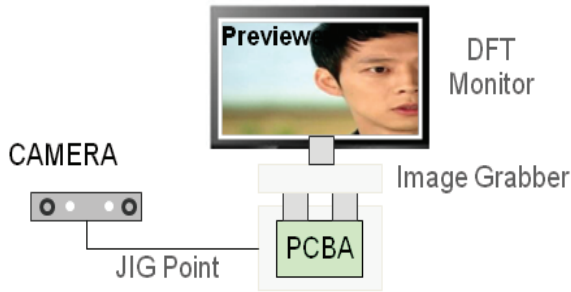 Preview
DFT
Monitor
CAMERA
Image Grabber
PCBA
JIG Point